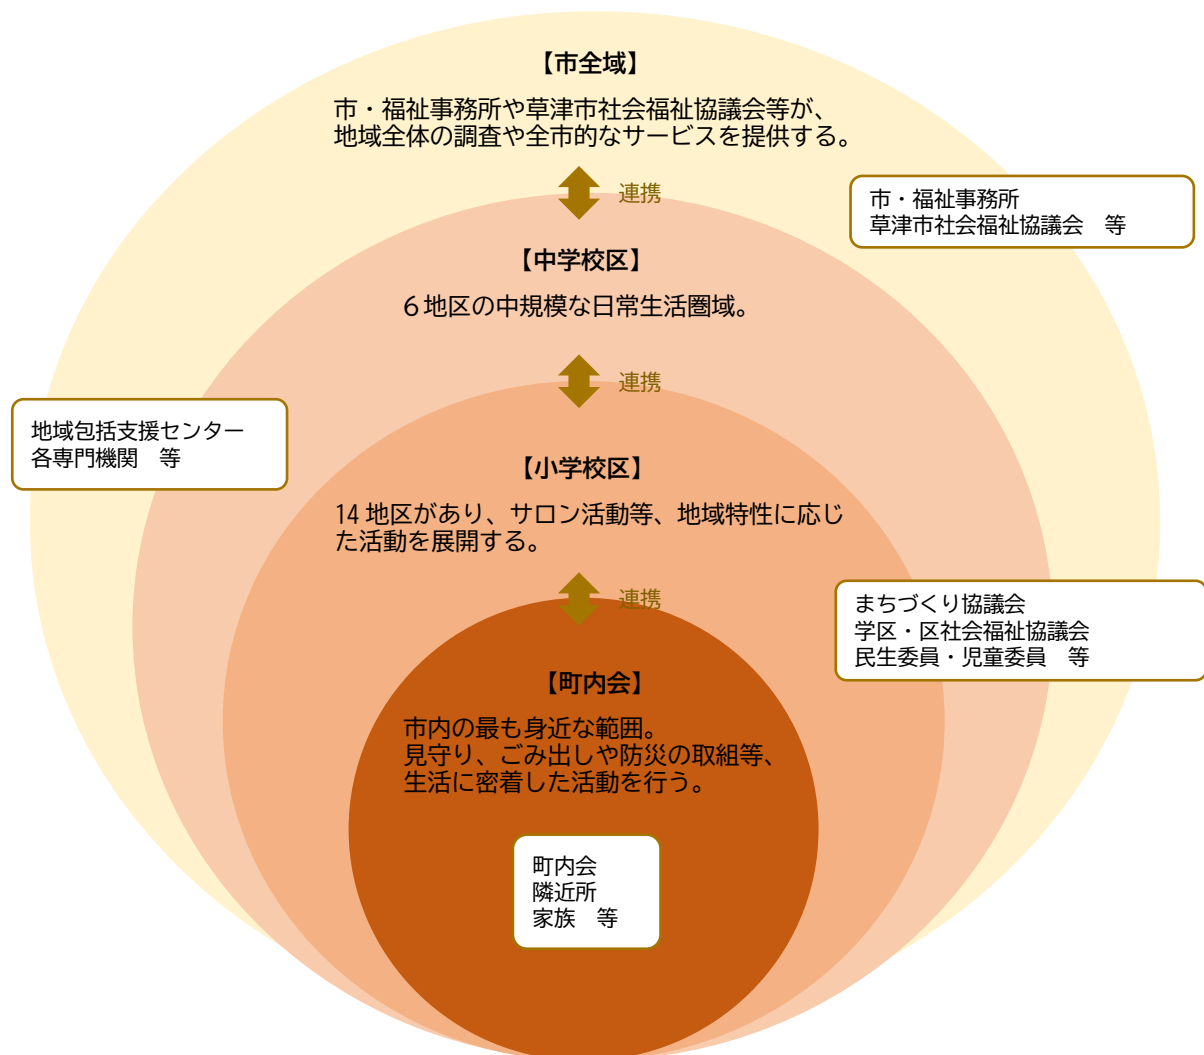 【市全域】
市・福祉事務所や草津市社会福祉協議会等が、
地域全体の調査や全市的なサービスを提供する。
連携
市・福祉事務所
草津市社会福祉協議会　等
【中学校区】
６地区の中規模な日常生活圏域。
連携
地域包括支援センター
各専門機関　等
【小学校区】
14 地区があり、サロン活動等、地域特性に応じ
た活動を展開する。
連携
まちづくり協議会
学区・区社会福祉協議会
民生委員・児童委員　等
【町内会】
市内の最も身近な範囲。
見守り、ごみ出しや防災の取組等、
生活に密着した活動を行う。
町内会
隣近所
家族　等